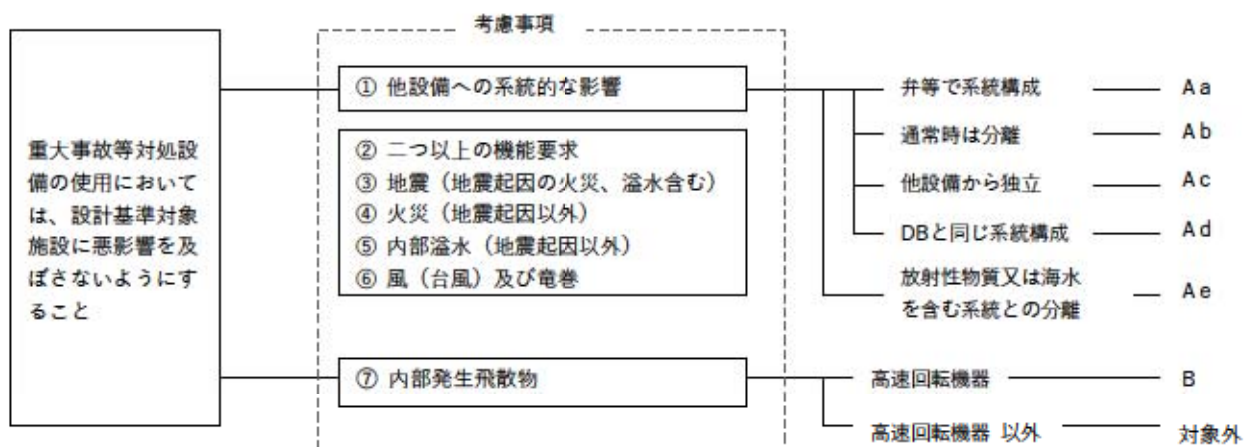 考慮事項
重大事故等対処設
備の使用において
は、設計基準対象
施設に悪影響を及
ぼさないようにす
ること
① 他設備への系統的な影響
② 二つ以上の機能要求
③ 地震（地震起因の火災、溢水含む）
④ 火災（地震起因以外）
⑤ 内部溢水（地震起因以外）
⑥ 風（台風）及び竜巻
⑦ 内部発生飛散物
弁等で系統構成 Aa
通常時は分離 Ab
他設備から独立 Ac
DBと同じ系統構成 Ad
放射性物質又は海水
を含む系統との分離 Ae
高速回転機器 B
高速回転機器 以外 対象外